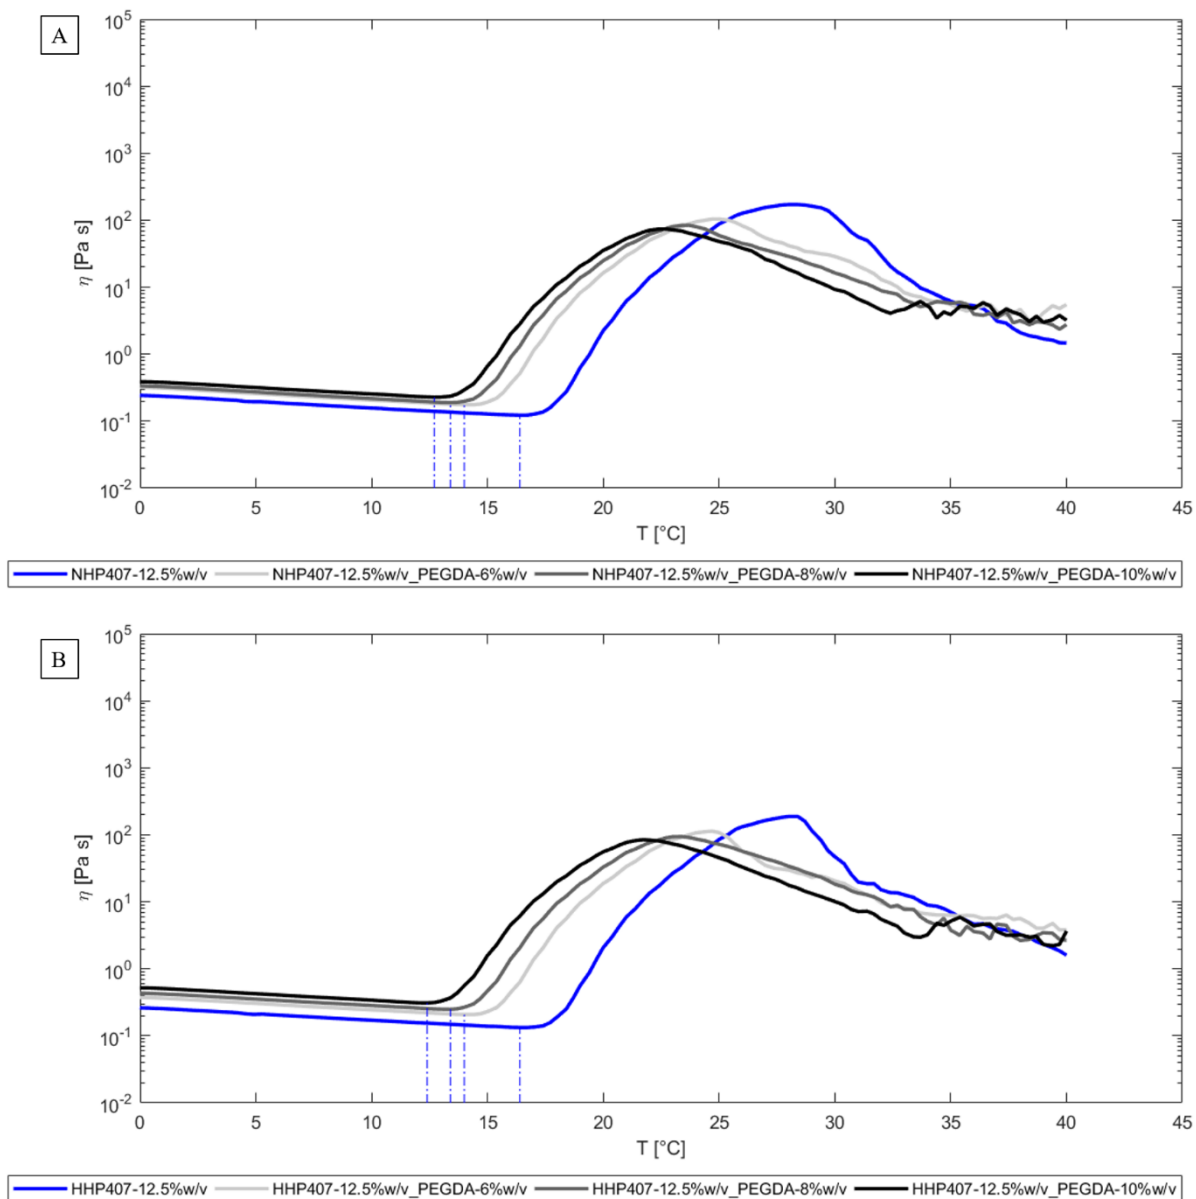 A
10^5
10^4
10^3
10^2
10^1
10^0
10^-1
10^-2
η [Pa s]
0 5 10 15 20 25 30 35 40 45
T [°C]
NHP407-12.5%w/v NHP407-12.5%w/v_PEGDA-6%w/v NHP407-12.5%w/v_PEGDA-8%w/v NHP407-12.5%w/v_PEGDA-10%w/v
B
10^5
10^4
10^3
10^2
10^1
10^0
10^-1
10^-2
η [Pa s]
0 5 10 15 20 25 30 35 40 45
T [°C]
HHP407-12.5%w/v HHP407-12.5%w/v_PEGDA-6%w/v HHP407-12.5%w/v_PEGDA-8%w/v HHP407-12.5%w/v_PEGDA-10%w/v